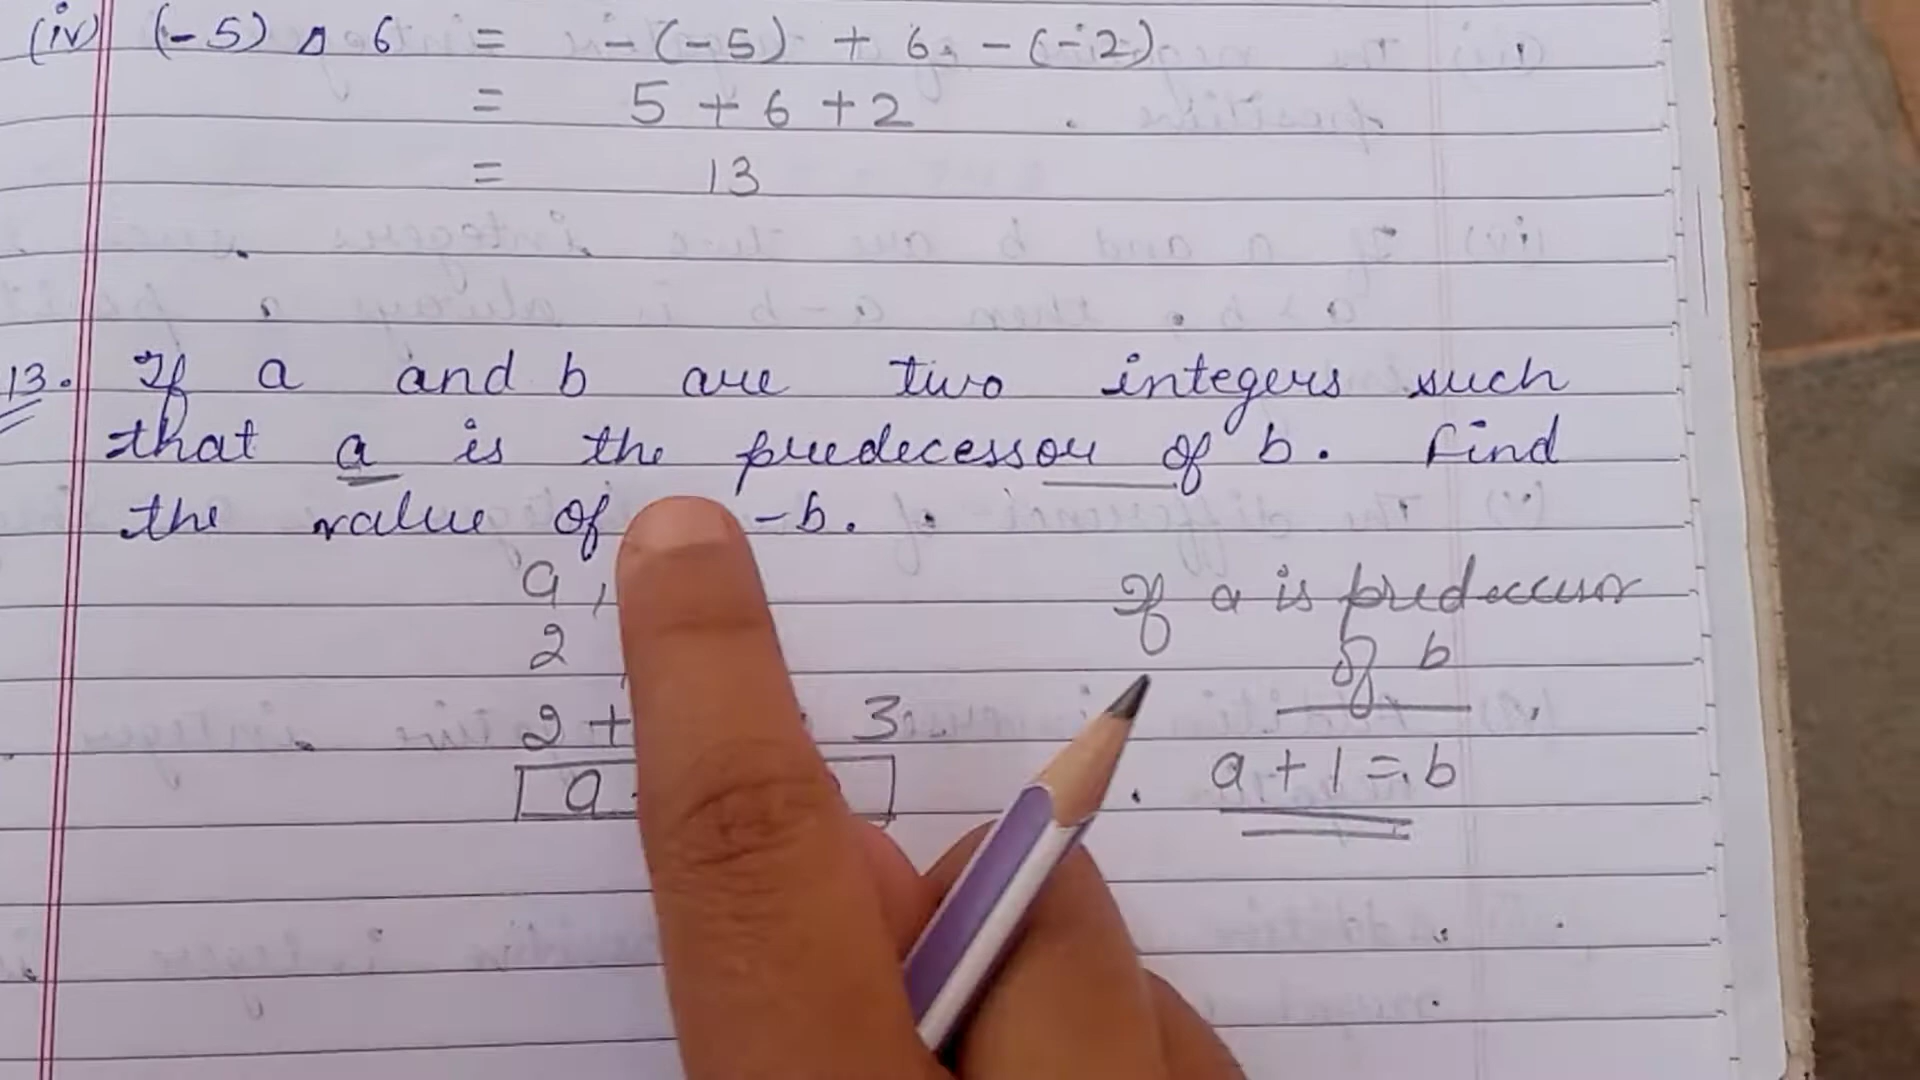 (iv) (-5) △ 6 = -(-5) + 6 - (-2)
= 5 + 6 + 2
= 13
13. If a and b are two integers such
that a is the predecessor of b. Find
the value of -b.
a,
2
2 + 3
a
If a is predeccesor
of b
a + 1 = b